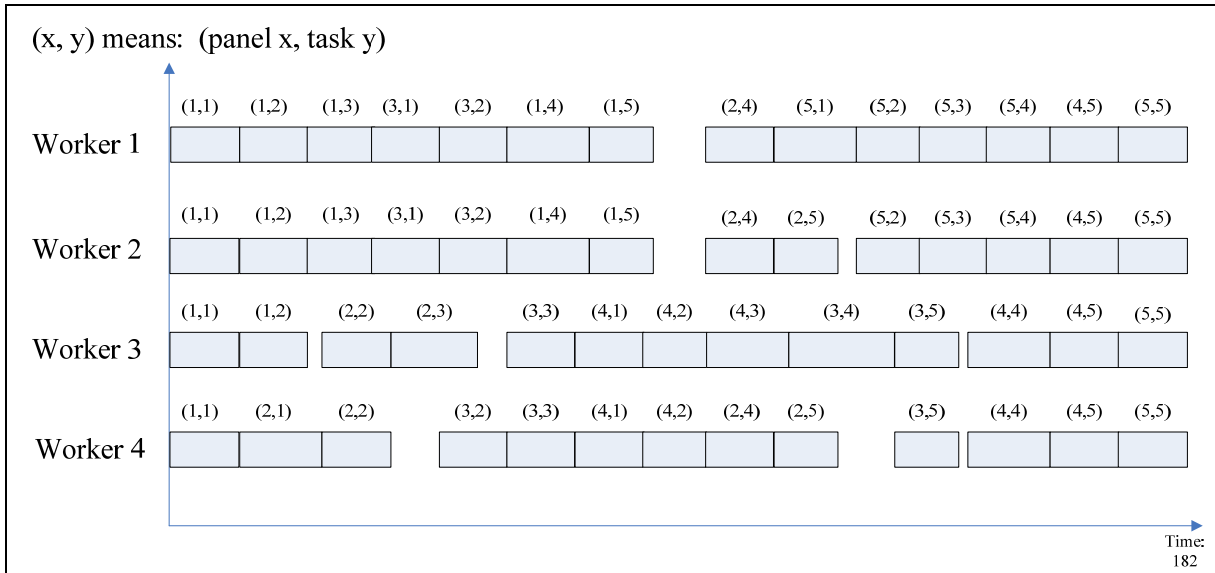 (x, y) means: (panel x, task y)
(1,1) (1,2) (1,3) (3,1) (3,2) (1,4) (1,5) (2,4) (5,1) (5,2) (5,3) (5,4) (4,5) (5,5)
Worker 1
(1,1) (1,2) (1,3) (3,1) (3,2) (1,4) (1,5) (2,4) (2,5) (5,2) (5,3) (5,4) (4,5) (5,5)
Worker 2
(1,1) (1,2) (2,2) (2,3) (3,3) (4,1) (4,2) (4,3) (3,4) (3,5) (4,4) (4,5) (5,5)
Worker 3
(1,1) (2,1) (2,2) (3,2) (3,3) (4,1) (4,2) (2,4) (2,5) (3,5) (4,4) (4,5) (5,5)
Worker 4
Time:
182